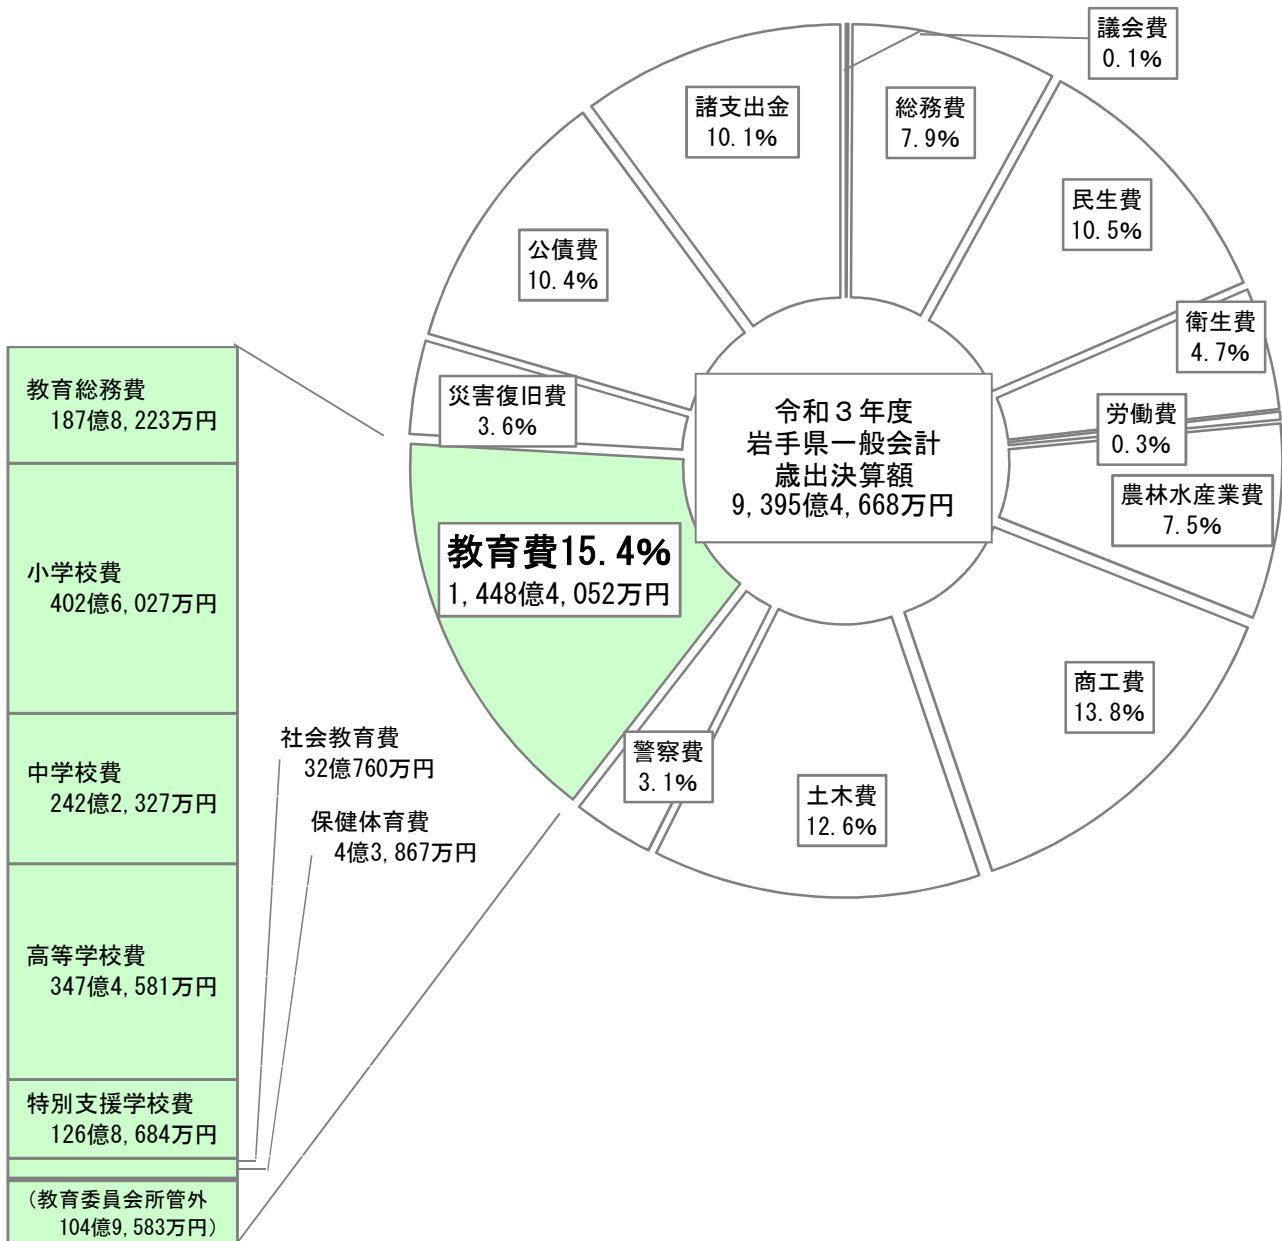 議会費
0.1%
総務費
7.9%
民生費
10.5%
衛生費
4.7%
労働費
0.3%
農林水産業費
7.5%
商工費
13.8%
土木費
12.6%
警察費
3.1%
教育費15.4%
1,448億4,052万円
災害復旧費
3.6%
公債費
10.4%
諸支出金
10.1%
令和３年度
岩手県一般会計
歳出決算額
9,395億4,668万円
教育総務費
187億8,223万円
小学校費
402億6,027万円
中学校費
242億2,327万円
高等学校費
347億4,581万円
特別支援学校費
126億8,684万円
社会教育費
32億760万円
保健体育費
4億3,867万円
（教育委員会所管外
104億9,583万円）